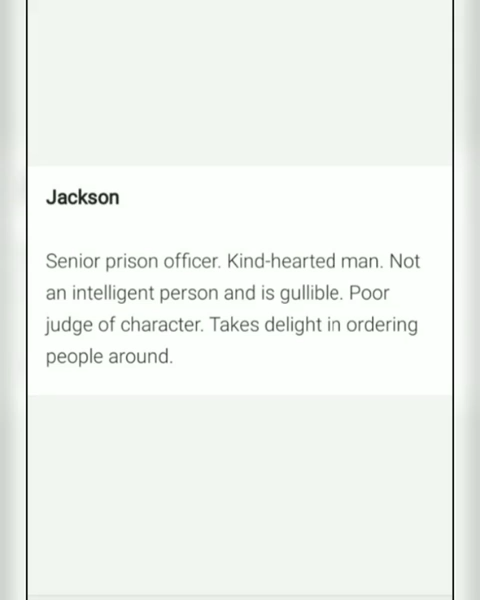 Jackson
Senior prison officer. Kind-hearted man. Not
an intelligent person and is gullible. Poor
judge of character. Takes delight in ordering
people around.